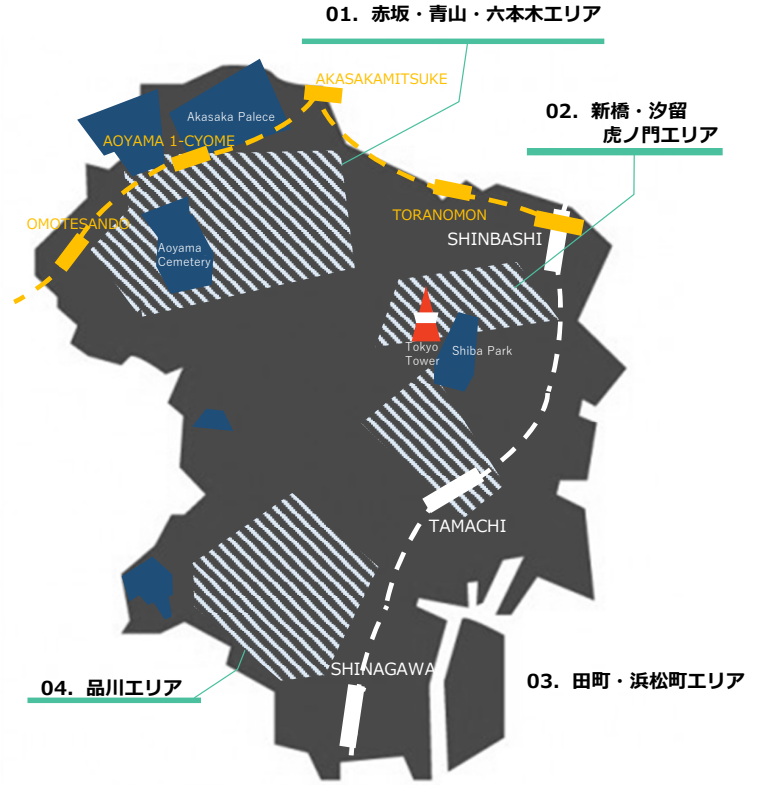 01. 赤坂・青山・六本木エリア
AKASAKAMITSUKE
Akasaka Palece
02. 新橋・汐留
虎ノ門エリア
AOYAMA 1-CYOME
OMOTESANDO
TORANOMON
SHINBASHI
Aoyama
Cemetery
Tokyo
Tower
Shiba Park
TAMACHI
SHINAGAWA
04. 品川エリア
03. 田町・浜松町エリア